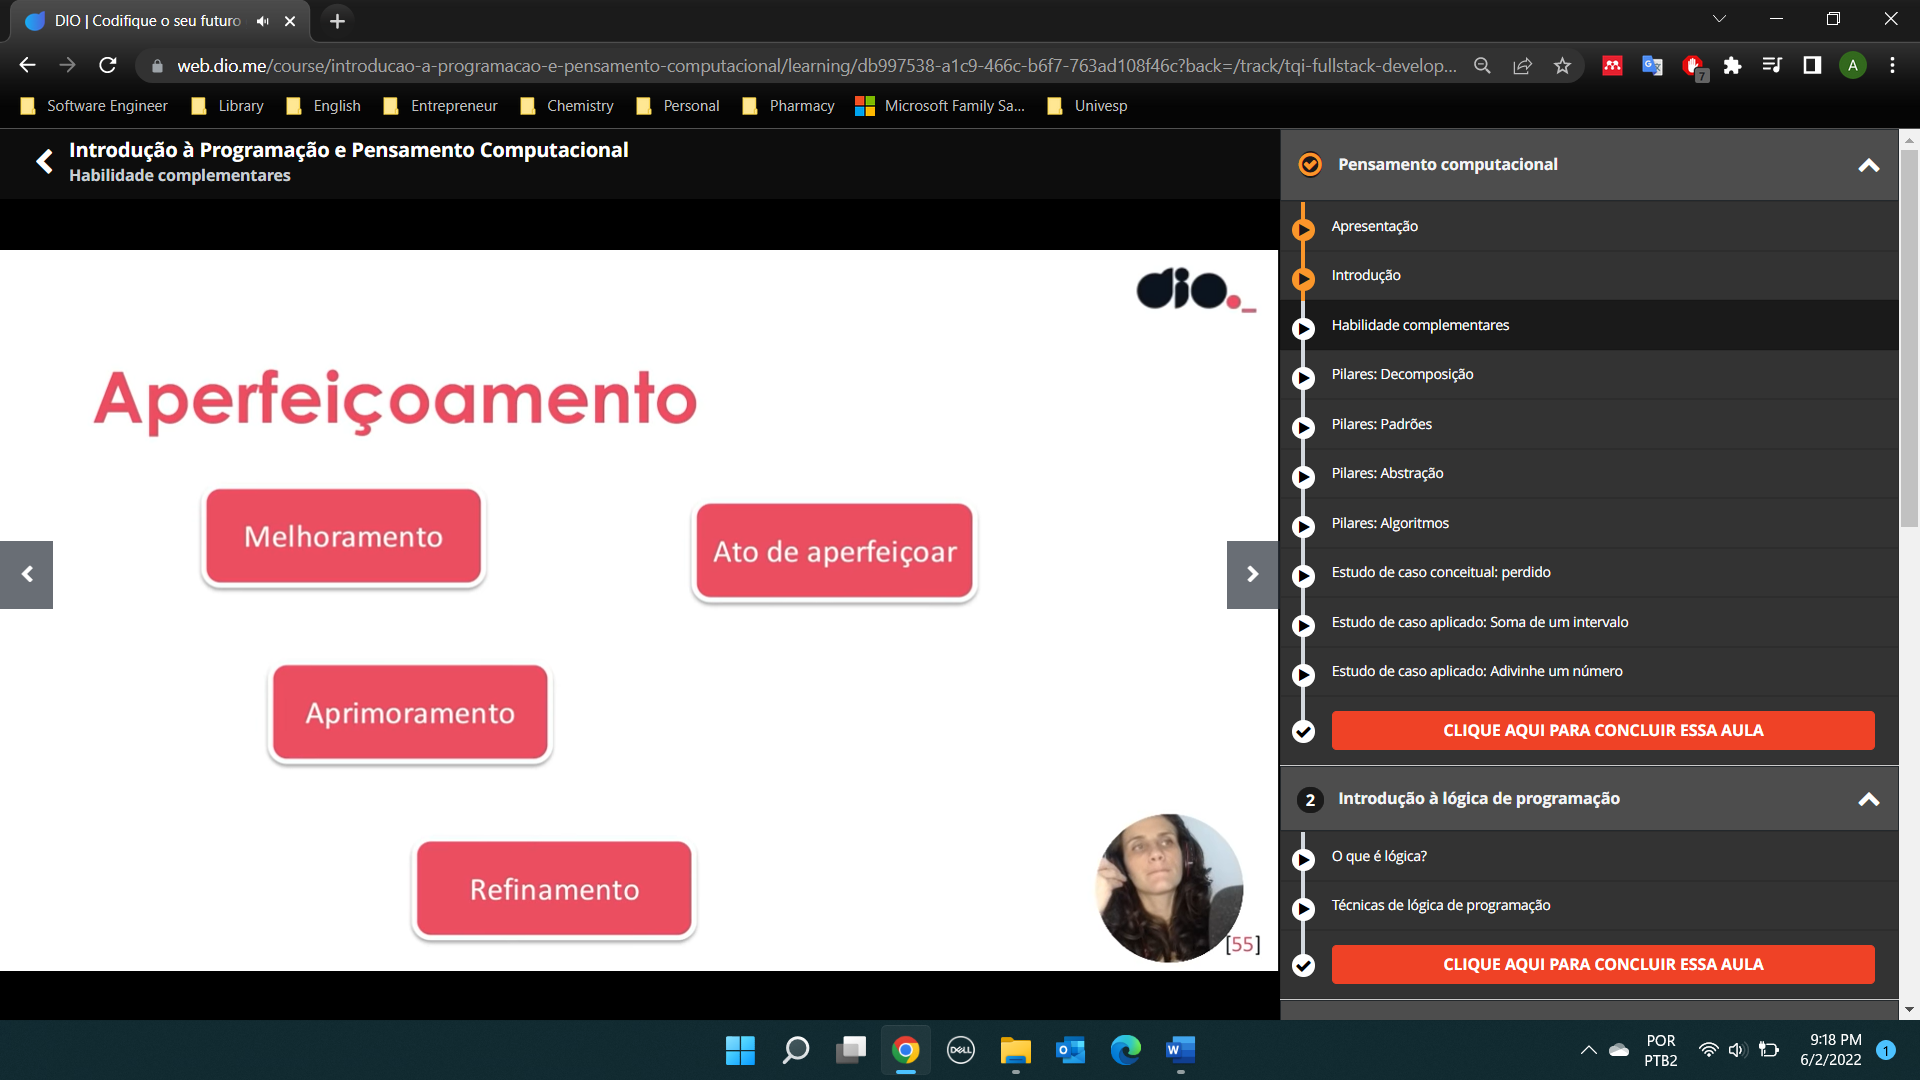 DIO | Codifique o seu futuro
web.dio.me/course/introducao-a-programacao-e-pensamento-computacional/learning/db997538-a1c9-466c-b6f7-763ad108f46c?back=/track/tqi-fullstack-develop...
7
A
Software Engineer
Library
English
Entrepreneur
Chemistry
Personal
Pharmacy
Microsoft Family Sa...
Univesp
Introdução à Programação e Pensamento Computacional
Habilidade complementares
dio._
Aperfeiçoamento
Melhoramento
Ato de aperfeiçoar
Aprimoramento
Refinamento
[55]
Pensamento computacional
Apresentação
Introdução
Habilidade complementares
Pilares: Decomposição
Pilares: Padrões
Pilares: Abstração
Pilares: Algoritmos
Estudo de caso conceitual: perdido
Estudo de caso aplicado: Soma de um intervalo
Estudo de caso aplicado: Adivinhe um número
CLIQUE AQUI PARA CONCLUIR ESSA AULA
2 Introdução à lógica de programação
O que é lógica?
Técnicas de lógica de programação
CLIQUE AQUI PARA CONCLUIR ESSA AULA
DELL
W
POR
PTB2
9:18 PM
6/2/2022
1